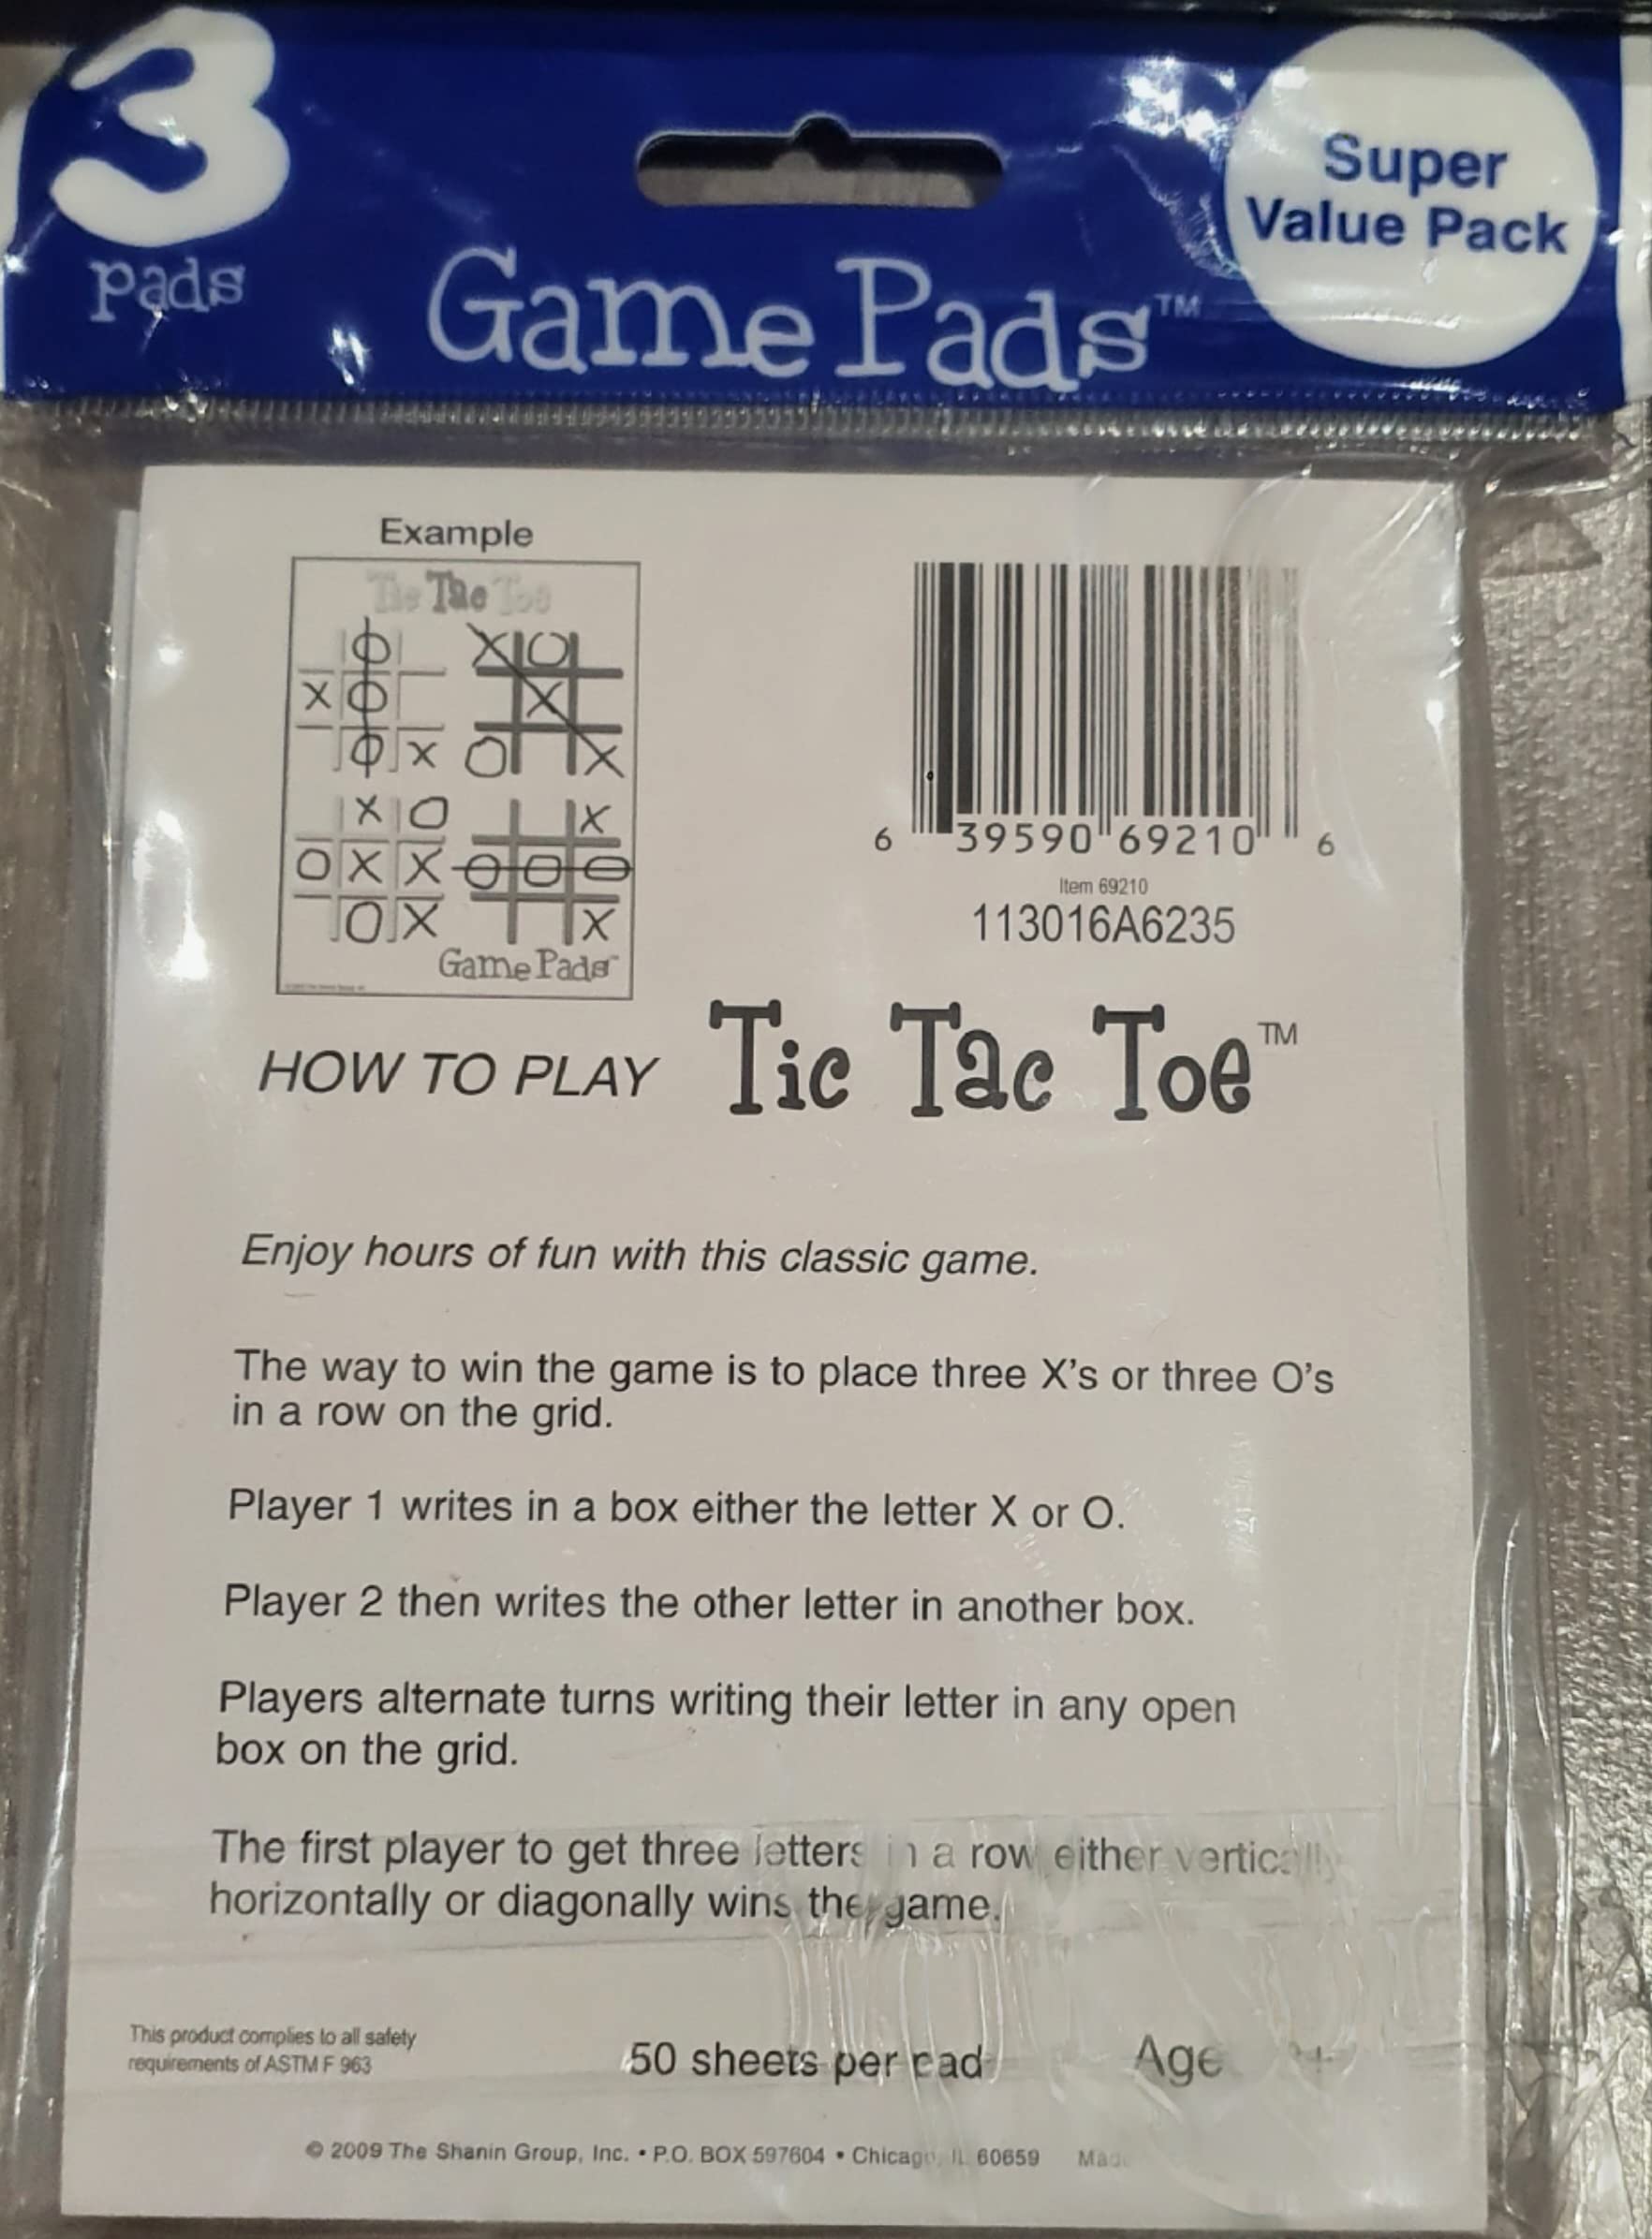 3
pads
Game Pads™
Super
Value Pack
Example
Tic Tac Toe
O
X O
O X
X O
X
O X
X O
O X X
O X
X
O O O
X
Game Pads™
6 39590 69210 6
Item 69210
113016A6235
HOW TO PLAY Tic Tac Toe™
Enjoy hours of fun with this classic game.
The way to win the game is to place three X's or three O's
in a row on the grid.
Player 1 writes in a box either the letter X or O.
Player 2 then writes the other letter in another box.
Players alternate turns writing their letter in any open
box on the grid.
The first player to get three letters in a row either vertically
horizontally or diagonally wins the game.
This product complies to all safety
requirements of ASTM F 963
50 sheets per pad
Age +
© 2009 The Shanin Group, Inc. • P.O. BOX 597604 • Chicago, IL 60659